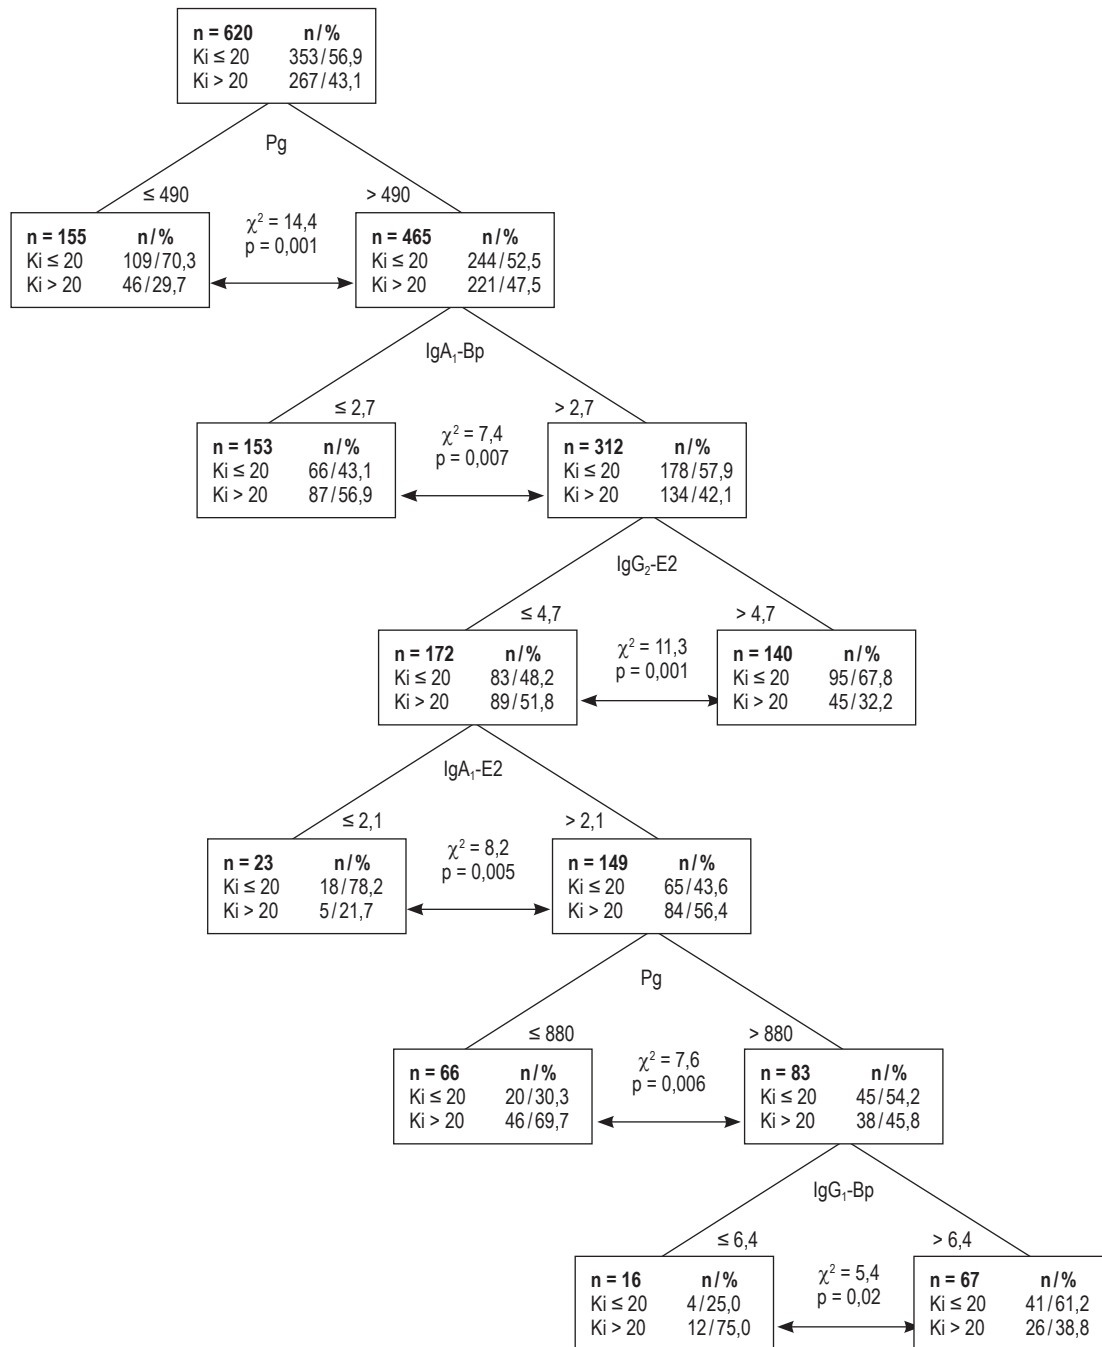 n = 620 n/%
Ki ≤ 20 353/56,9
Ki > 20 267/43,1
Pg
≤ 490 > 490
n = 155 n/%
Ki ≤ 20 109/70,3
Ki > 20 46/29,7
χ² = 14,4
p = 0,001
n = 465 n/%
Ki ≤ 20 244/52,5
Ki > 20 221/47,5
IgA₁-Bp
≤ 2,7 > 2,7
n = 153 n/%
Ki ≤ 20 66/43,1
Ki > 20 87/56,9
χ² = 7,4
p = 0,007
n = 312 n/%
Ki ≤ 20 178/57,9
Ki > 20 134/42,1
IgG₂-E2
≤ 4,7 > 4,7
n = 172 n/%
Ki ≤ 20 83/48,2
Ki > 20 89/51,8
χ² = 11,3
p = 0,001
n = 140 n/%
Ki ≤ 20 95/67,8
Ki > 20 45/32,2
IgA₁-E2
≤ 2,1 > 2,1
n = 23 n/%
Ki ≤ 20 18/78,2
Ki > 20 5/21,7
χ² = 8,2
p = 0,005
n = 149 n/%
Ki ≤ 20 65/43,6
Ki > 20 84/56,4
Pg
≤ 880 > 880
n = 66 n/%
Ki ≤ 20 20/30,3
Ki > 20 46/69,7
χ² = 7,6
p = 0,006
n = 83 n/%
Ki ≤ 20 45/54,2
Ki > 20 38/45,8
IgG₁-Bp
≤ 6,4 > 6,4
n = 16 n/%
Ki ≤ 20 4/25,0
Ki > 20 12/75,0
χ² = 5,4
p = 0,02
n = 67 n/%
Ki ≤ 20 41/61,2
Ki > 20 26/38,8